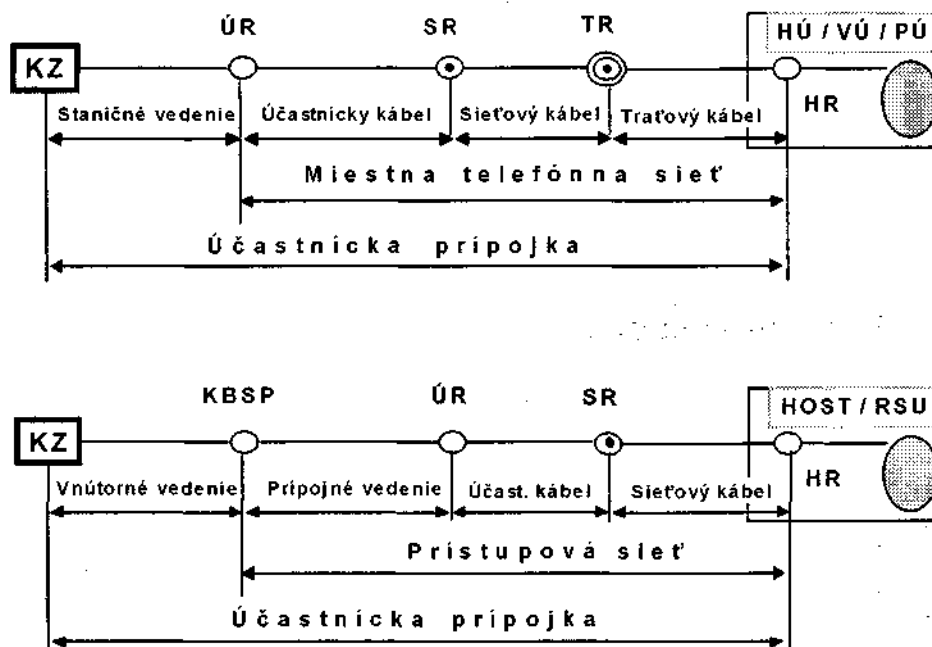 ÚR SR TR HÚ / VÚ / PÚ
KZ
HR
Staničné vedenie Účastnícky kábel Sieťový kábel Traťový kábel
Miestna telefónna sieť
Účastnícka prípojka
KBSP ÚR SR HOST / RSU
KZ
HR
Vnútorné vedenie Prípojné vedenie Účast. kábel Sieťový kábel
Prístupová sieť
Účastnícka prípojka